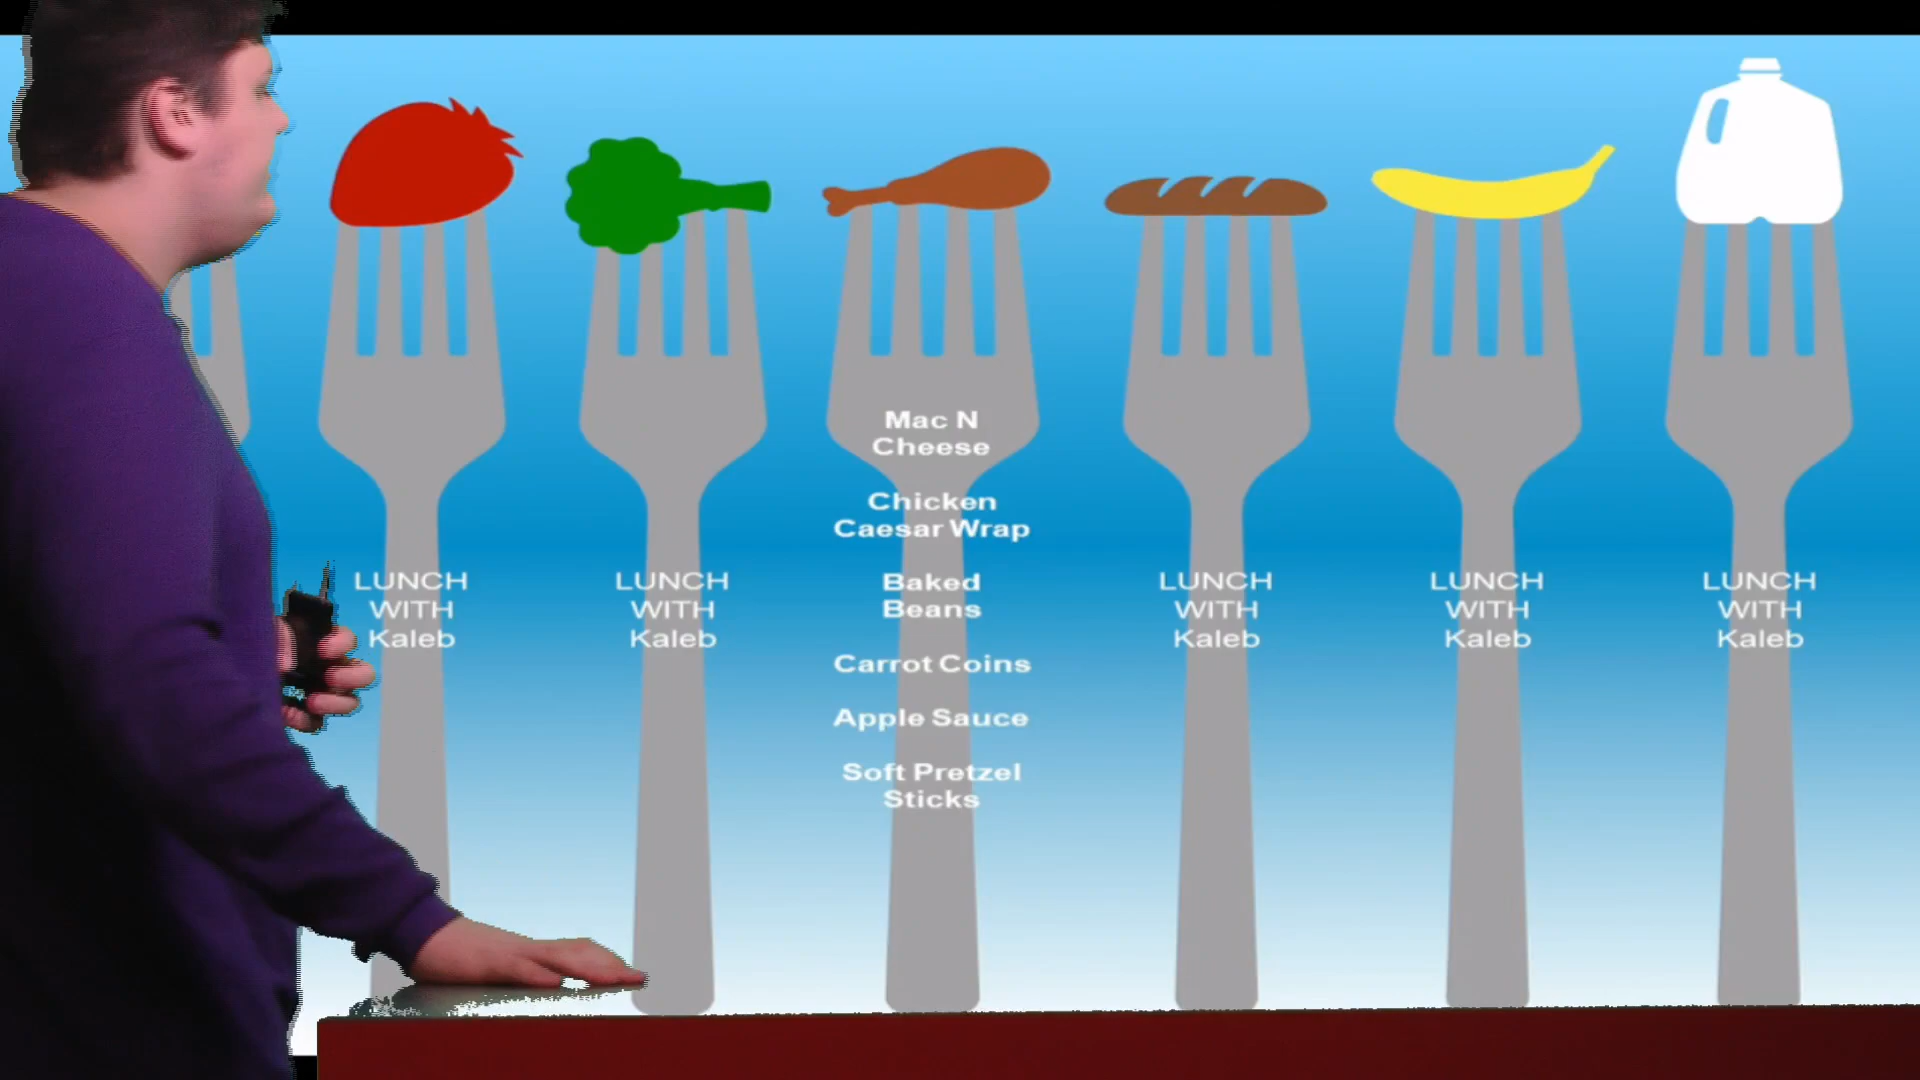 LUNCH
WITH
Kaleb
LUNCH
WITH
Kaleb
Mac N
Cheese
Chicken
Caesar Wrap
Baked
Beans
Carrot Coins
Apple Sauce
Soft Pretzel
Sticks
LUNCH
WITH
Kaleb
LUNCH
WITH
Kaleb
LUNCH
WITH
Kaleb